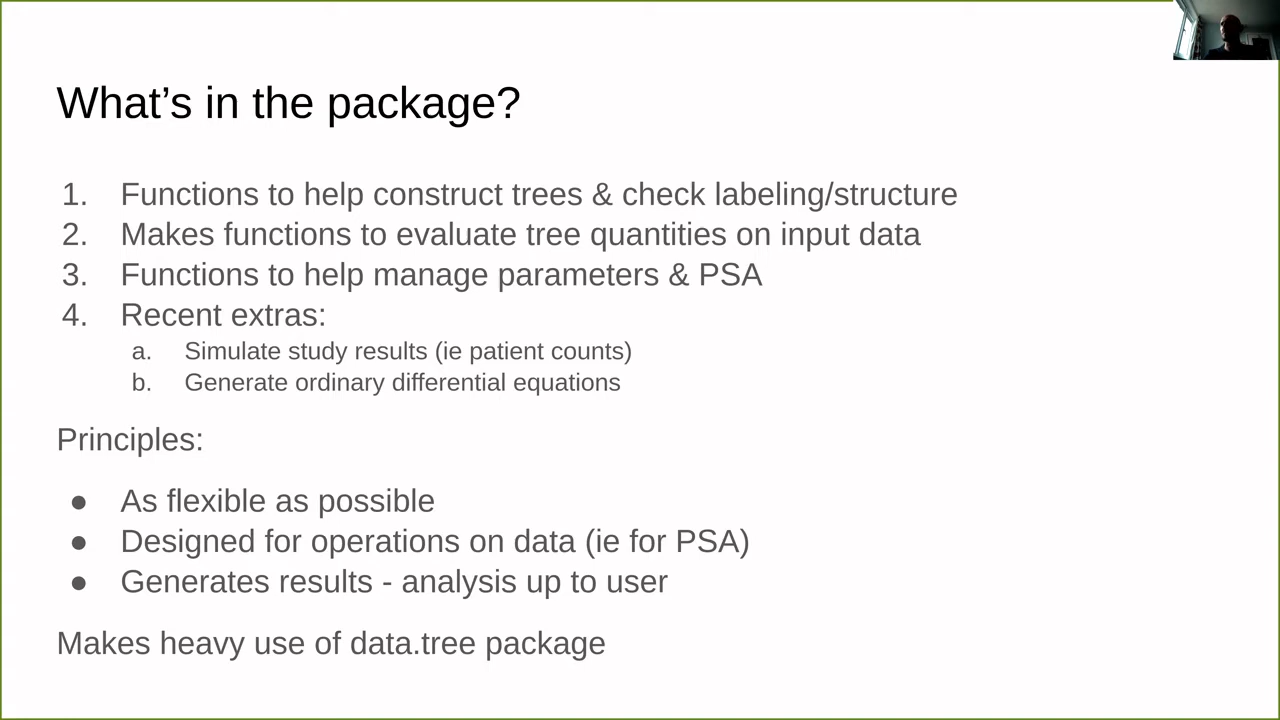 What's in the package?
1. Functions to help construct trees & check labeling/structure
2. Makes functions to evaluate tree quantities on input data
3. Functions to help manage parameters & PSA
4. Recent extras:
a. Simulate study results (ie patient counts)
b. Generate ordinary differential equations
Principles:
● As flexible as possible
● Designed for operations on data (ie for PSA)
● Generates results - analysis up to user
Makes heavy use of data.tree package